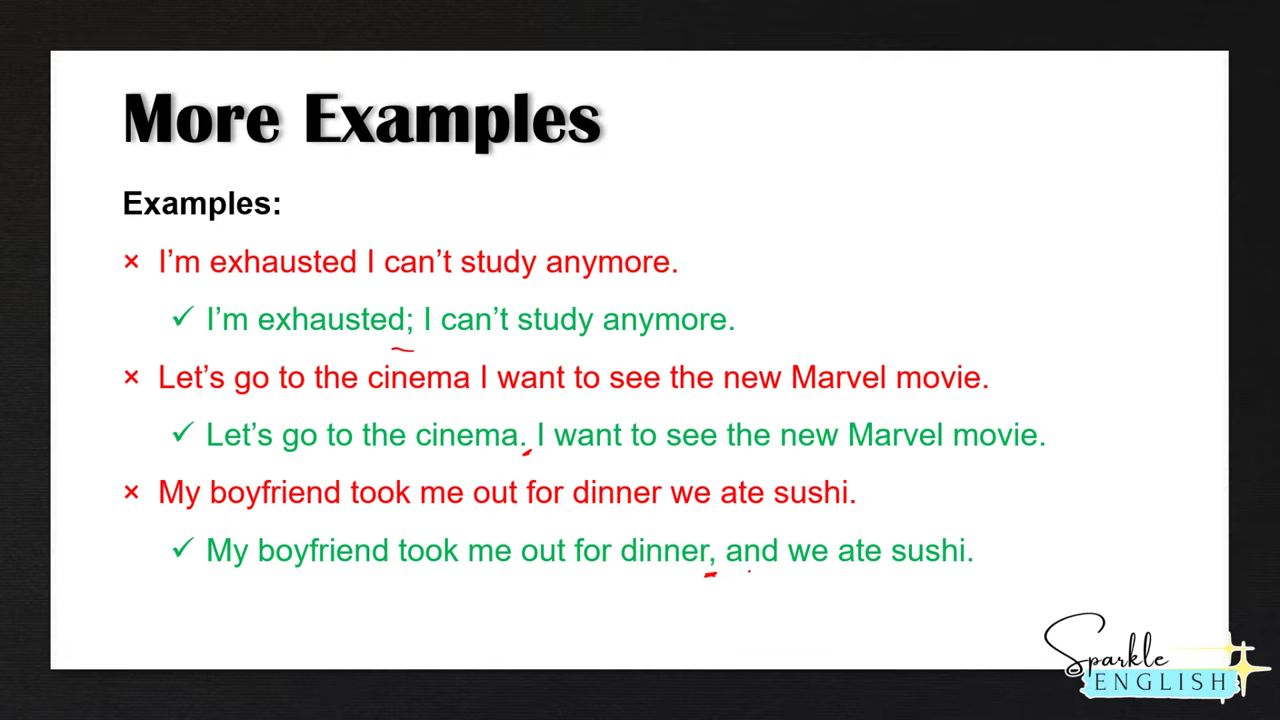 More Examples
Examples:
× I’m exhausted I can’t study anymore.
✓ I’m exhausted; I can’t study anymore.
× Let’s go to the cinema I want to see the new Marvel movie.
✓ Let’s go to the cinema. I want to see the new Marvel movie.
× My boyfriend took me out for dinner we ate sushi.
✓ My boyfriend took me out for dinner, and we ate sushi.
Sparkle
ENGLISH